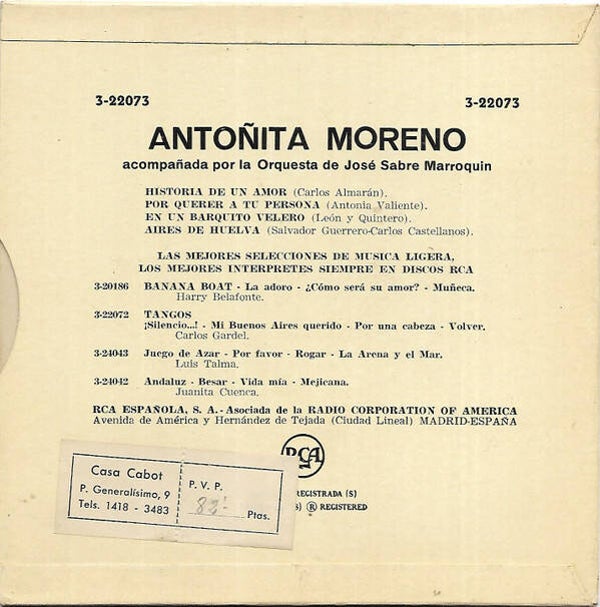 3-22073 3-22073
ANTOÑITA MORENO
acompañada por la Orquesta de José Sabre Marroquin
HISTORIA DE UN AMOR (Carlos Almarán).
POR QUERER A TU PERSONA (Antonia Valiente).
EN UN BARQUITO VELERO (León y Quintero).
AIRES DE HUELVA (Salvador Guerrero-Carlos Castellanos).
LAS MEJORES SELECCIONES DE MUSICA LIGERA,
LOS MEJORES INTERPRETES SIEMPRE EN DISCOS RCA
3-20186 BANANA BOAT - La adoro - ¿Cómo será su amor? - Muñeca.
Harry Belafonte.
3-22072 TANGOS
¡Silencio...! - Mi Buenos Aires querido - Por una cabeza - Volver.
Carlos Gardel.
3-24043 Juego de Azar - Por favor - Rogar - La Arena y el Mar.
Luis Talma.
3-24042 Andaluz - Besar - Vida mía - Mejicana.
Juanita Cuenca.
RCA ESPAÑOLA, S. A. - Asociada de la RADIO CORPORATION OF AMERICA
Avenida de América y Hernández de Tejada (Ciudad Lineal) MADRID-ESPAÑA
RCA
REGISTRADA (S)
S) ® REGISTERED
Casa Cabot
P. Generalísimo, 9
Tels. 1418 - 3483
P. V. P.
Ptas.